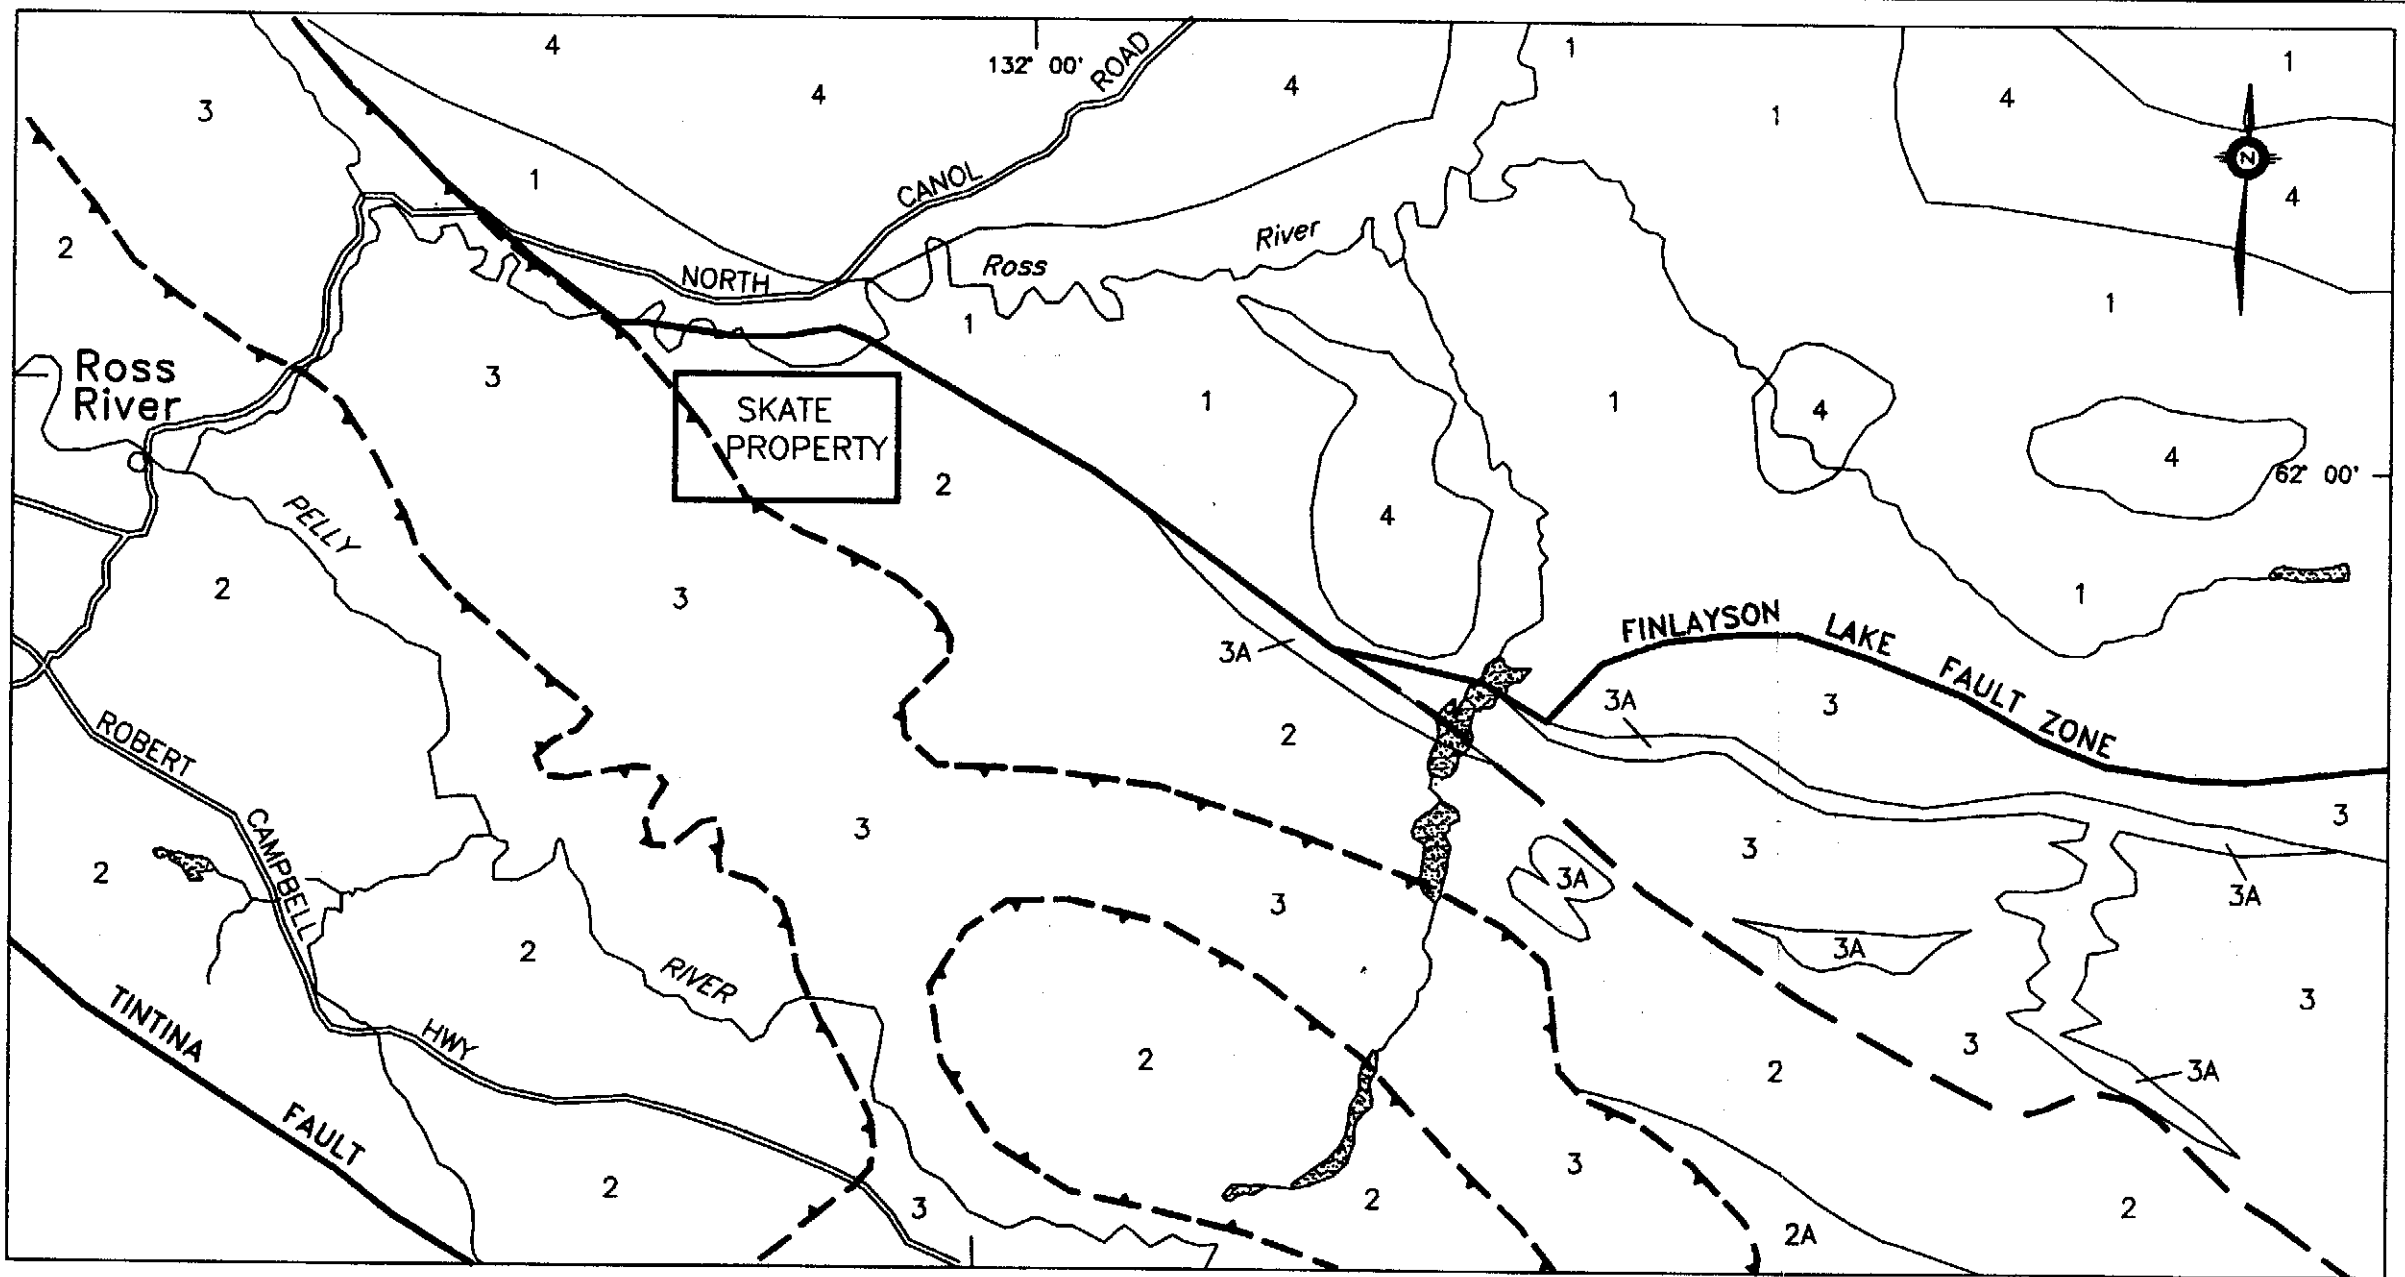 4
1
132° 00'
ROAD
1
4
4
4
3
1
CANOL
1
N
4
2
River
NORTH
Ross
1
1
Ross
River
3
SKATE
PROPERTY
1
1
4
4
62° 00'
2
4
PELLY
2
3
1
FINLAYSON LAKE FAULT ZONE
3A
3A
3
2
ROBERT
CAMPBELL
HWY
3
3
3
2
3A
3
3A
2
3A
RIVER
3
TINTINA
FAULT
2
3
2
3A
3
2
2
3
2
2A
2